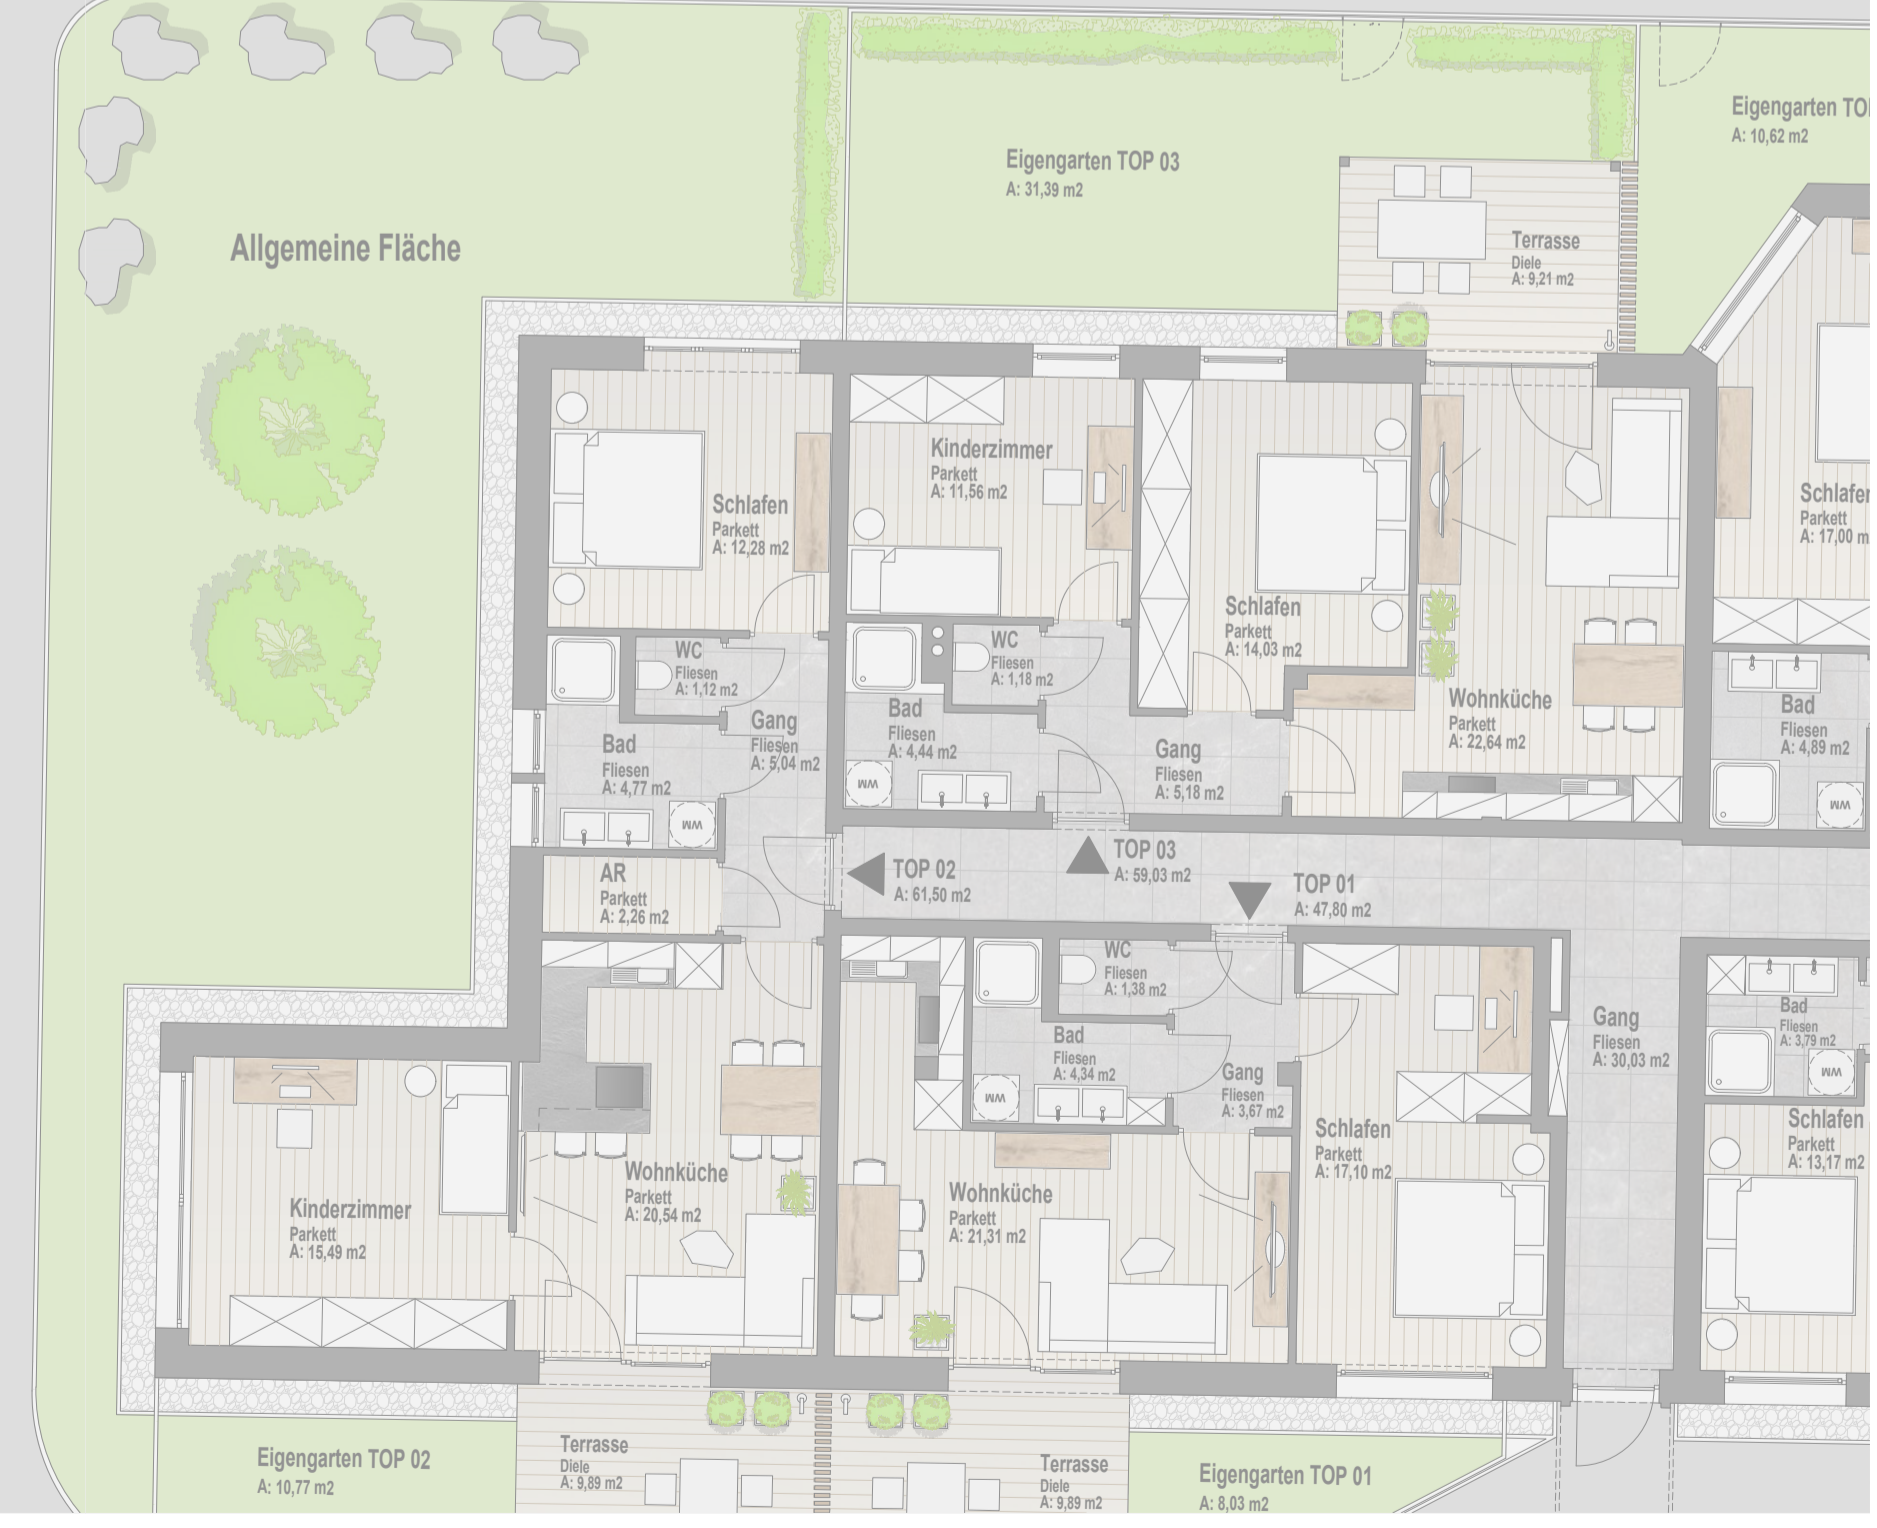 Eigengarten TO
A: 10,62 m2
Eigengarten TOP 03
A: 31,39 m2
Allgemeine Fläche
Terrasse
Diele
A: 9,21 m2
Kinderzimmer
Parkett
A: 11,56 m2
Schlafen
Parkett
A: 12,28 m2
Schlafen
Parkett
A: 17,00 m
Schlafen
Parkett
A: 14,03 m2
WC
Fliesen
A: 1,12 m2
WC
Fliesen
A: 1,18 m2
Gang
Fliesen
A: 5,04 m2
Bad
Fliesen
A: 4,44 m2
Wohnküche
Parkett
A: 22,64 m2
Bad
Fliesen
A: 4,89 m2
Bad
Fliesen
A: 4,77 m2
Gang
Fliesen
A: 5,18 m2
WM
WM
WM
AR
Parkett
A: 2,26 m2
TOP 02
A: 61,50 m2
TOP 03
A: 59,03 m2
TOP 01
A: 47,80 m2
WC
Fliesen
A: 1,38 m2
Bad
Fliesen
A: 4,34 m2
Gang
Fliesen
A: 3,67 m2
Gang
Fliesen
A: 30,03 m2
Bad
Fliesen
A: 3,79 m2
WM
WM
Schlafen
Parkett
A: 17,10 m2
Schlafen
Parkett
A: 13,17 m2
Kinderzimmer
Parkett
A: 15,49 m2
Wohnküche
Parkett
A: 20,54 m2
Wohnküche
Parkett
A: 21,31 m2
Eigengarten TOP 02
A: 10,77 m2
Terrasse
Diele
A: 9,89 m2
Terrasse
Diele
A: 9,89 m2
Eigengarten TOP 01
A: 8,03 m2